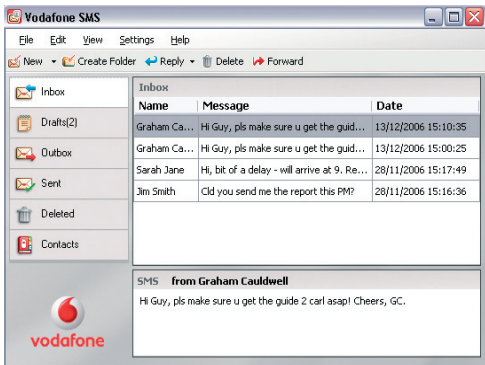 Vodafone SMS
File Edit View Settings Help
New Create Folder Reply Delete Forward
Inbox
Drafts(2)
Outbox
Sent
Deleted
Contacts
vodafone
Inbox
Name Message Date
Graham Ca... Hi Guy, pls make sure u get the guid... 13/12/2006 15:10:35
Graham Ca... Hi Guy, pls make sure u get the guid... 13/12/2006 15:00:25
Sarah Jane Hi, bit of a delay - will arrive at 9. Re... 28/11/2006 15:17:49
Jim Smith Cld you send me the report this PM? 28/11/2006 15:16:36
SMS from Graham Cauldwell
Hi Guy, pls make sure u get the guide 2 carl asap! Cheers, GC.